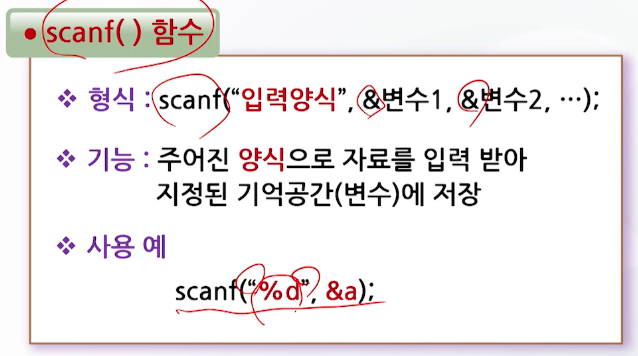 • scanf( ) 함수
❖ 형식 : scanf("입력양식", &변수1, &변수2, ⋯);
❖ 기능 : 주어진 양식으로 자료를 입력 받아
지정된 기억공간(변수)에 저장
❖ 사용 예
scanf("%d", &a);